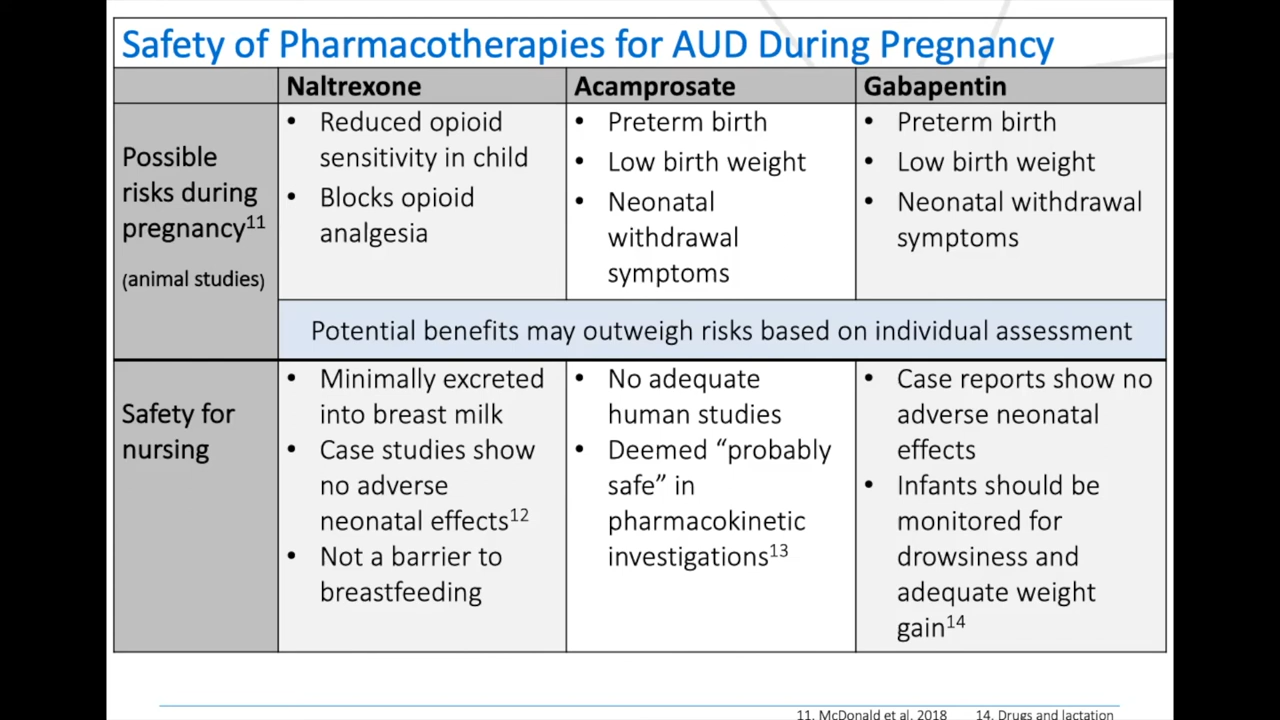 Safety of Pharmacotherapies for AUD During Pregnancy
Naltrexone
Acamprosate
Gabapentin
Possible
risks during
pregnancy11
(animal studies)
• Reduced opioid
sensitivity in child
• Blocks opioid
analgesia
• Preterm birth
• Low birth weight
• Neonatal
withdrawal
symptoms
• Preterm birth
• Low birth weight
• Neonatal withdrawal
symptoms
Potential benefits may outweigh risks based on individual assessment
Safety for
nursing
• Minimally excreted
into breast milk
• Case studies show
no adverse
neonatal effects12
• Not a barrier to
breastfeeding
• No adequate
human studies
• Deemed “probably
safe” in
pharmacokinetic
investigations13
• Case reports show no
adverse neonatal
effects
• Infants should be
monitored for
drowsiness and
adequate weight
gain14
11. McDonald et al. 2018
14. Drugs and lactation